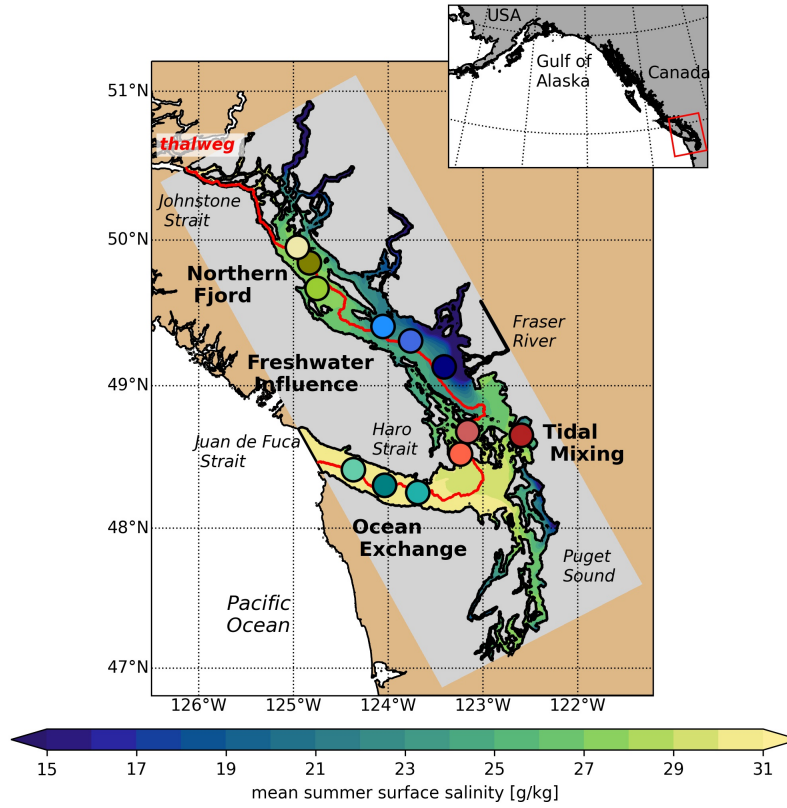 USA
Gulf of
Alaska
Canada
51°N
thalweg
Johnstone
Strait
50°N
Northern
Fjord
Fraser
River
Freshwater
Influence
49°N
Juan de Fuca
Strait
Haro
Strait
Tidal
Mixing
48°N
Ocean
Exchange
Puget
Sound
Pacific
Ocean
47°N
126°W 125°W 124°W 123°W 122°W
15 17 19 21 23 25 27 29 31
mean summer surface salinity [g/kg]